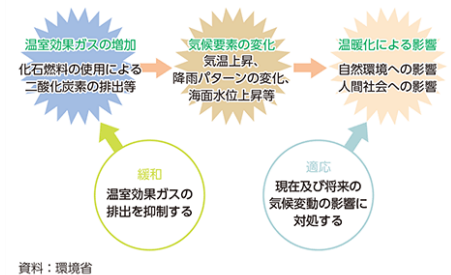 温室効果ガスの増加
化石燃料の使用による
二酸化炭素の排出等
気候要素の変化
気温上昇、
降雨パターンの変化、
海面水位上昇等
温暖化による影響
自然環境への影響
人間社会への影響
緩和
温室効果ガスの
排出を抑制する
適応
現在及び将来の
気候変動の影響に
対処する
資料：環境省